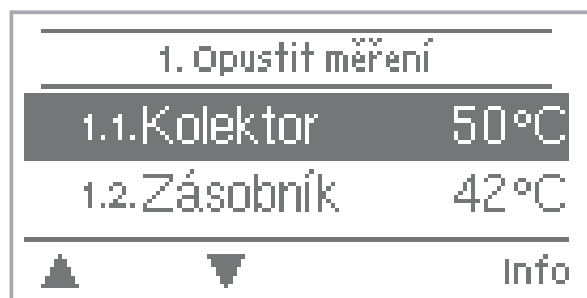 1. Opustit měření
1.1.Kolektor 50°C
1.2.Zásobník 42°C
Info